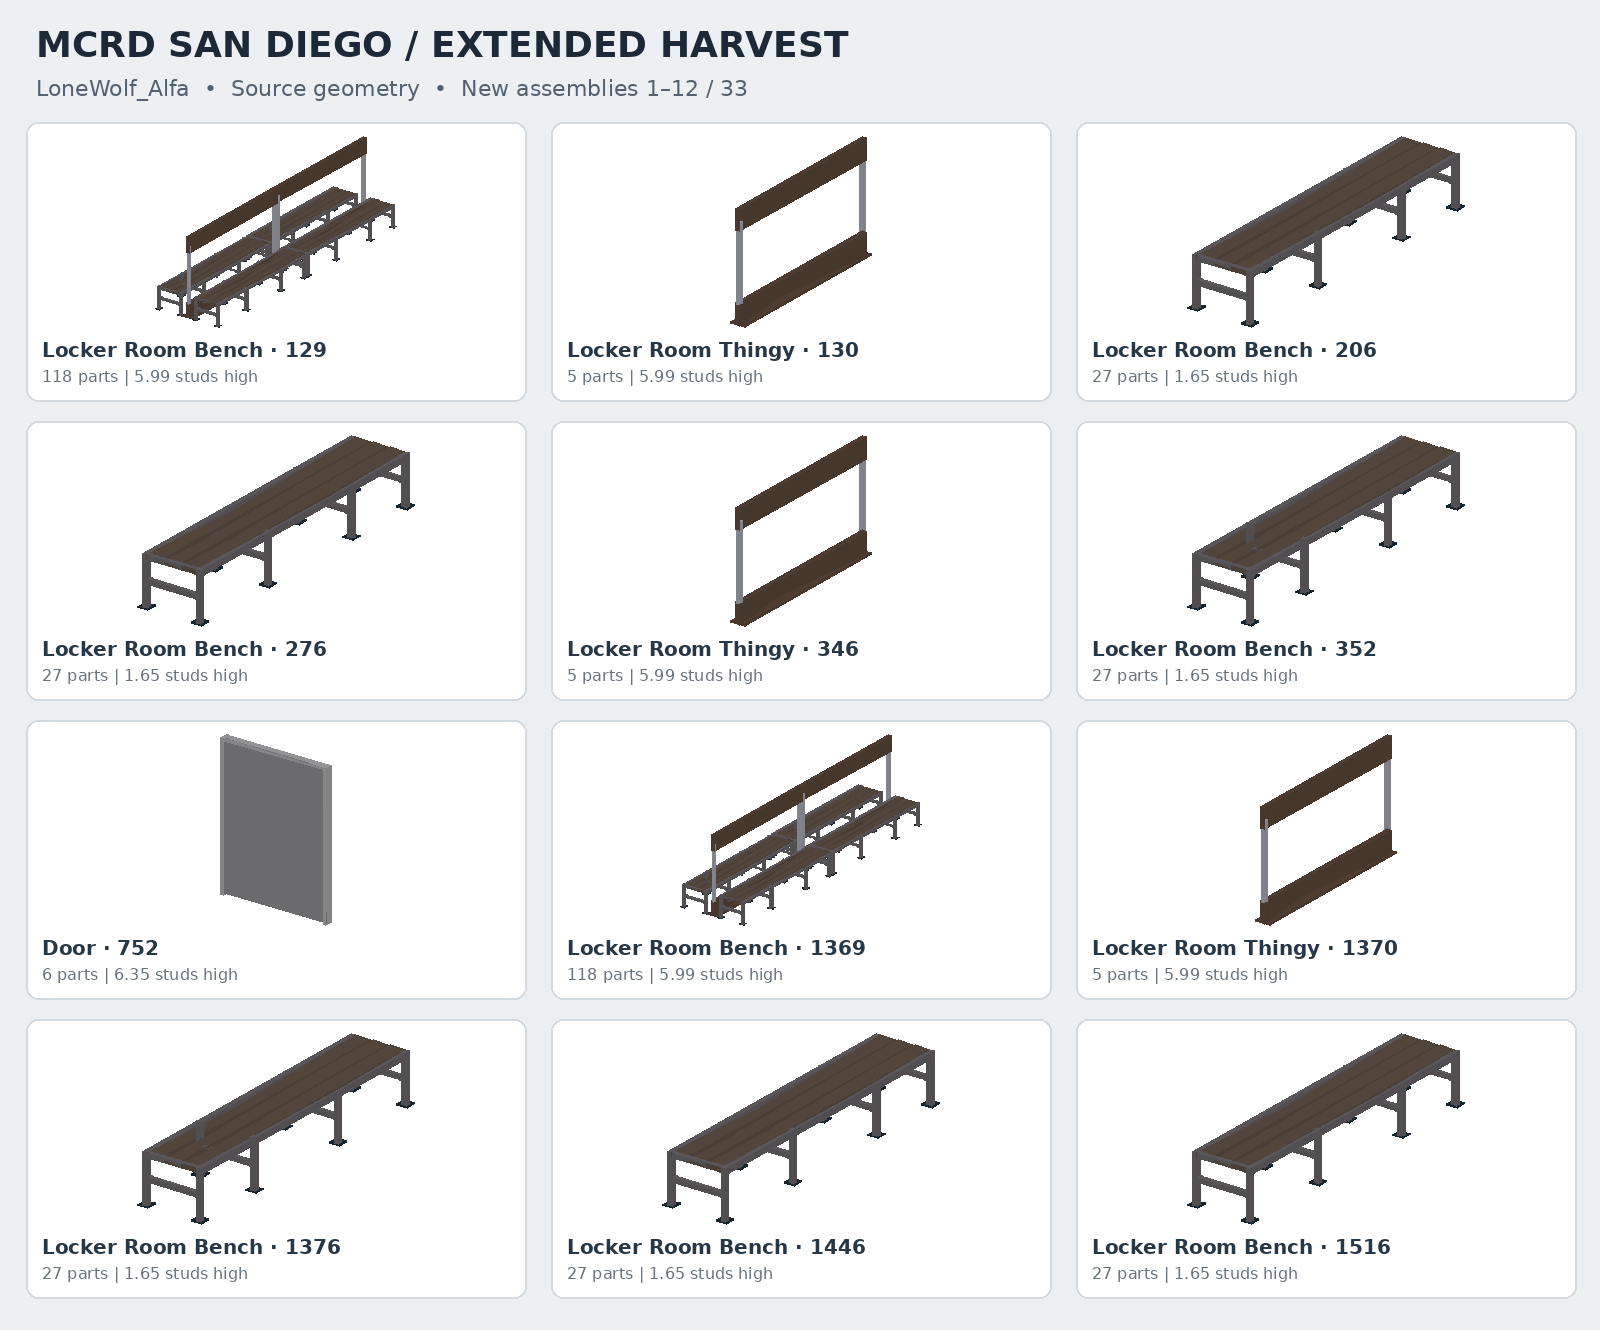 MCRD SAN DIEGO / EXTENDED HARVEST
LoneWolf_Alfa • Source geometry • New assemblies 1–12 / 33
Locker Room Bench · 129
118 parts | 5.99 studs high
Locker Room Thingy · 130
5 parts | 5.99 studs high
Locker Room Bench · 206
27 parts | 1.65 studs high
Locker Room Bench · 276
27 parts | 1.65 studs high
Locker Room Thingy · 346
5 parts | 5.99 studs high
Locker Room Bench · 352
27 parts | 1.65 studs high
Door · 752
6 parts | 6.35 studs high
Locker Room Bench · 1369
118 parts | 5.99 studs high
Locker Room Thingy · 1370
5 parts | 5.99 studs high
Locker Room Bench · 1376
27 parts | 1.65 studs high
Locker Room Bench · 1446
27 parts | 1.65 studs high
Locker Room Bench · 1516
27 parts | 1.65 studs high